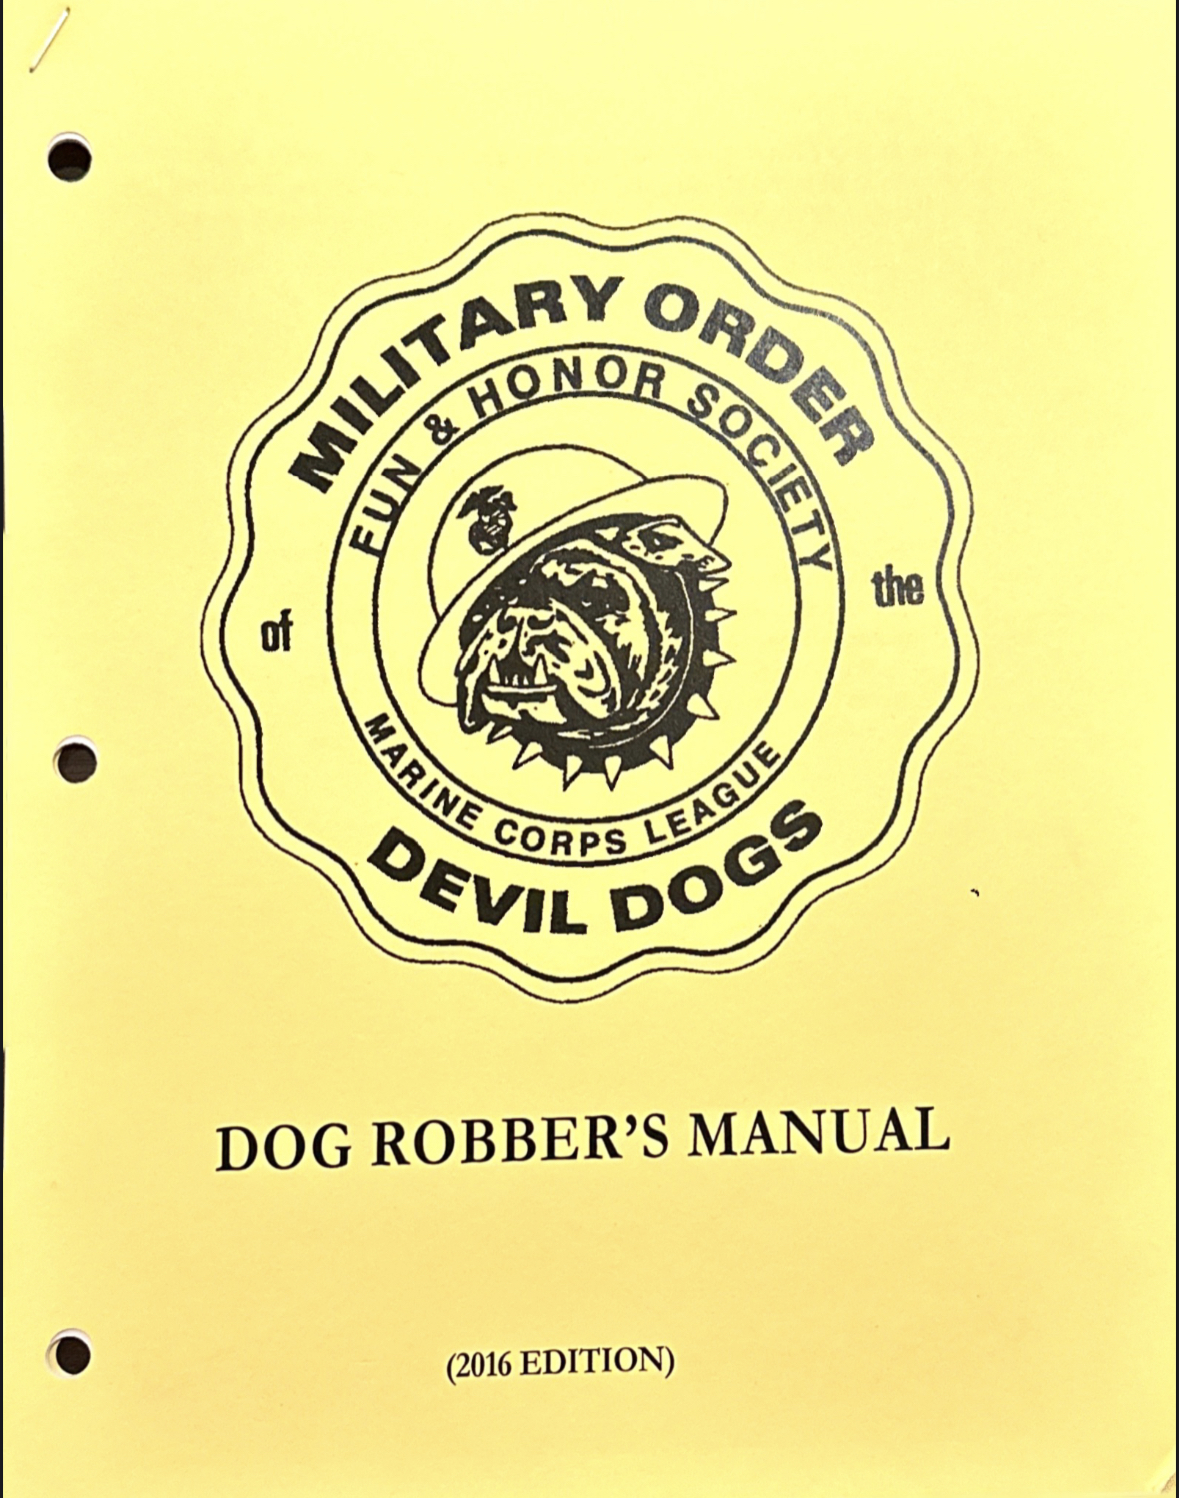 MILITARY ORDER
FUN & HONOR SOCIETY
of
the
MARINE CORPS LEAGUE
DEVIL DOGS
DOG ROBBER’S MANUAL
(2016 EDITION)